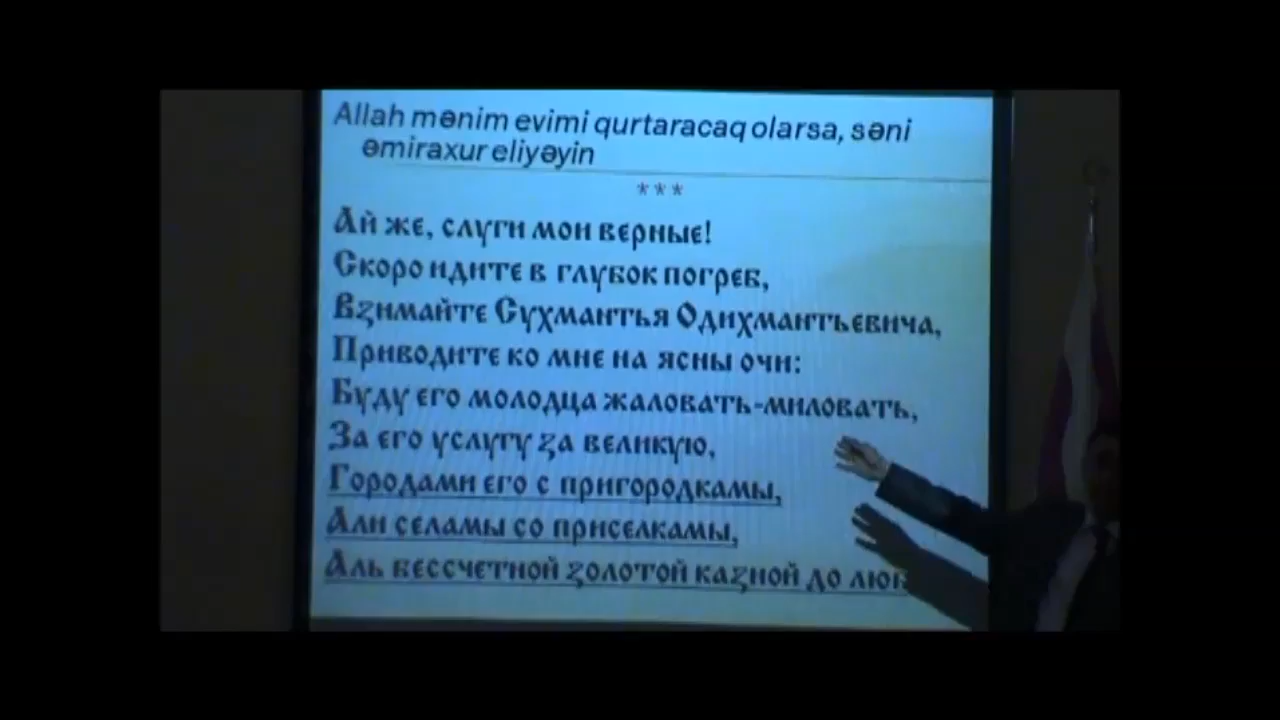 Allah mənim evimi qurtaracaq olarsa, səni
əmiraxur eliyəyin
***
Ай же, слуги мои верные!
Скоро идите в глубок погреб,
Взимайте Сухмантья Одихмантьевича,
Приводите ко мне на ясны очи:
Буду его молодца жаловать-миловать,
За его услугу за великую,
Городами его с пригородками,
Али селамы со приселками,
Аль бессчетной золотой казной до